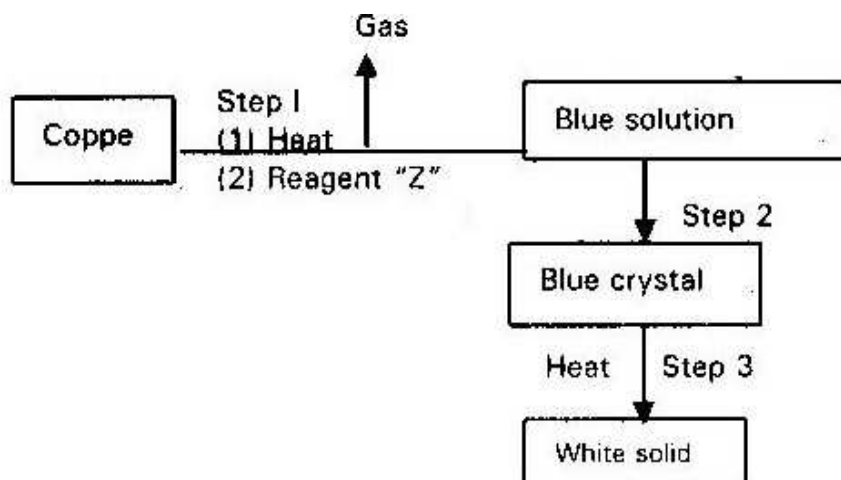 Gas
Step I
Coppe
(1) Heat
(2) Reagent "Z"
Blue solution
Step 2
Blue crystal
Heat
Step 3
White solid